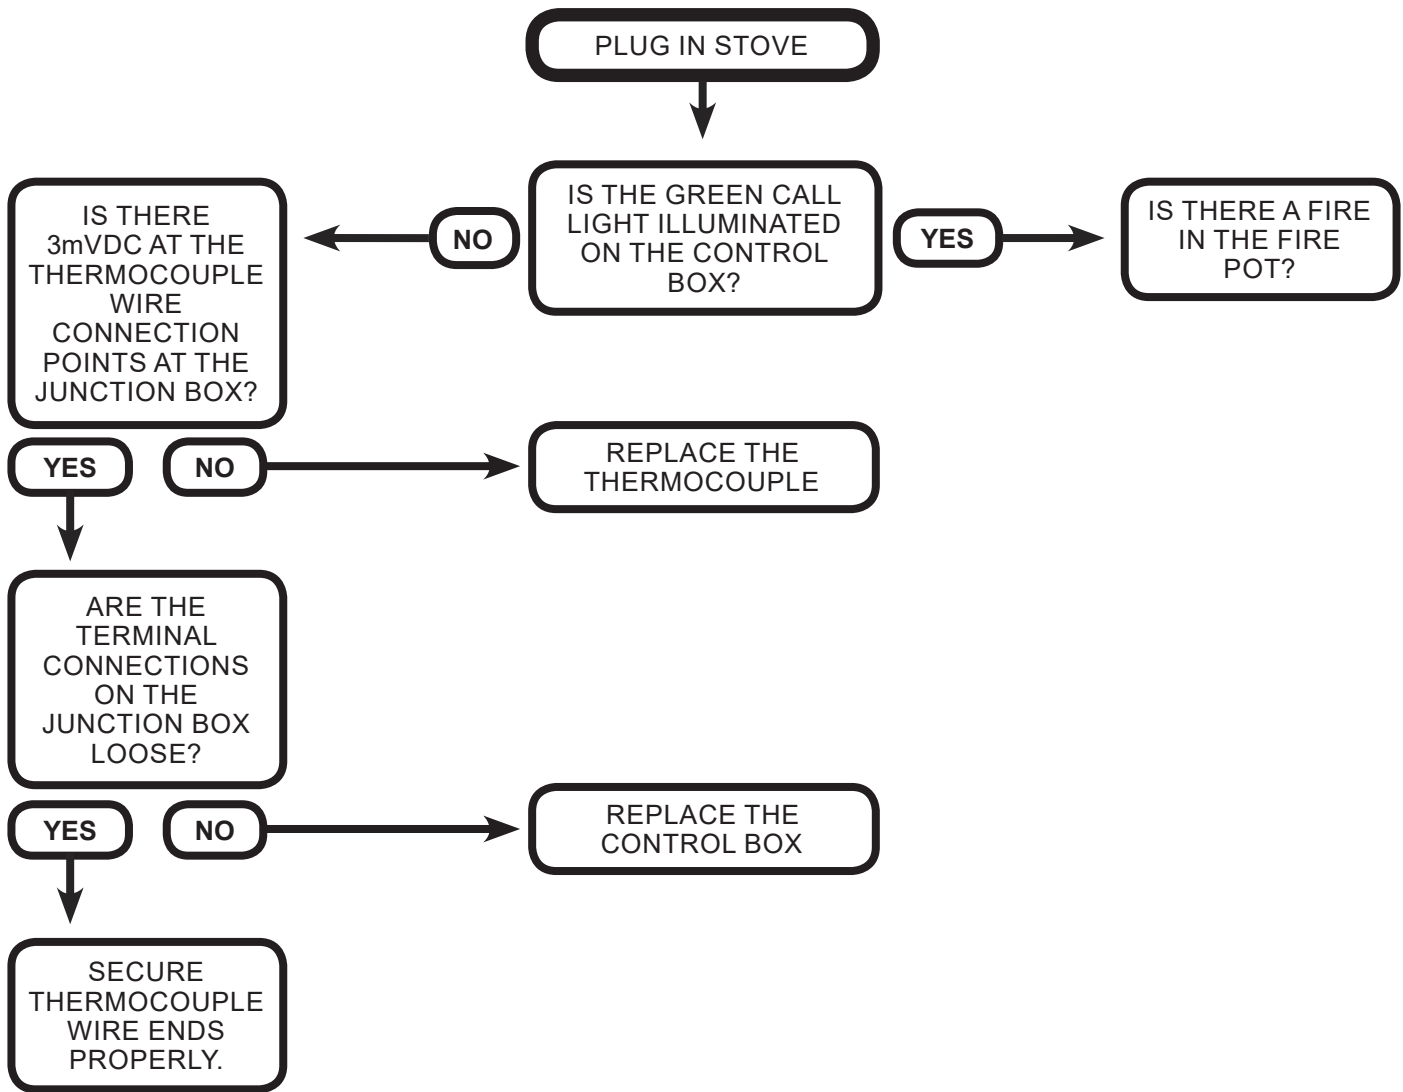 PLUG IN STOVE
IS THE GREEN CALL
LIGHT ILLUMINATED
ON THE CONTROL
BOX?
NO
YES
IS THERE
3mVDC AT THE
THERMOCOUPLE
WIRE
CONNECTION
POINTS AT THE
JUNCTION BOX?
IS THERE A FIRE
IN THE FIRE
POT?
YES
NO
REPLACE THE
THERMOCOUPLE
ARE THE
TERMINAL
CONNECTIONS
ON THE
JUNCTION BOX
LOOSE?
YES
NO
REPLACE THE
CONTROL BOX
SECURE
THERMOCOUPLE
WIRE ENDS
PROPERLY.